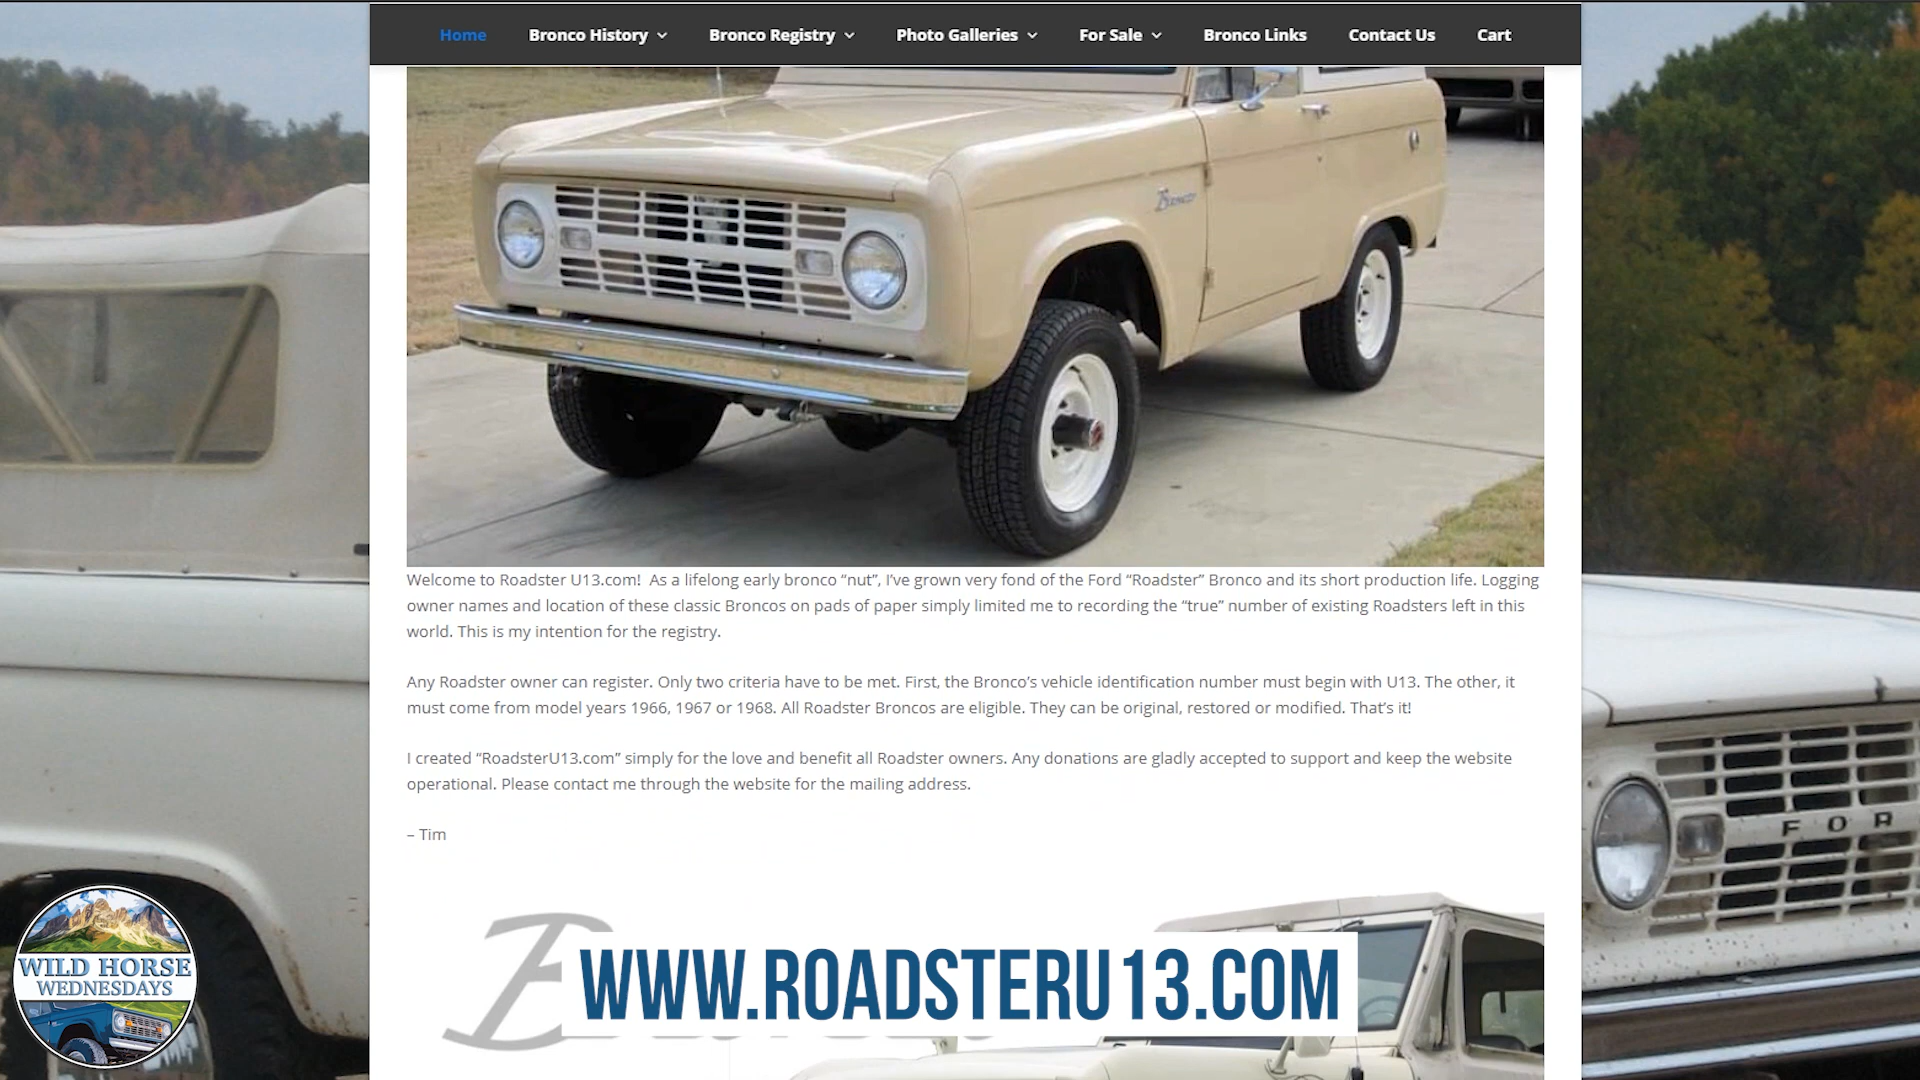 Home Bronco History Bronco Registry Photo Galleries For Sale Bronco Links Contact Us Cart
Bronco
Welcome to Roadster U13.com!  As a lifelong early bronco “nut”, I’ve grown very fond of the Ford “Roadster” Bronco and its short production life. Logging
owner names and location of these classic Broncos on pads of paper simply limited me to recording the “true” number of existing Roadsters left in this
world. This is my intention for the registry.
Any Roadster owner can register. Only two criteria have to be met. First, the Bronco’s vehicle identification number must begin with U13. The other, it
must come from model years 1966, 1967 or 1968. All Roadster Broncos are eligible. They can be original, restored or modified. That’s it!
I created “RoadsterU13.com” simply for the love and benefit all Roadster owners. Any donations are gladly accepted to support and keep the website
operational. Please contact me through the website for the mailing address.
– Tim
FOR
WILD HORSE
WEDNESDAYS
WWW.ROADSTERU13.COM